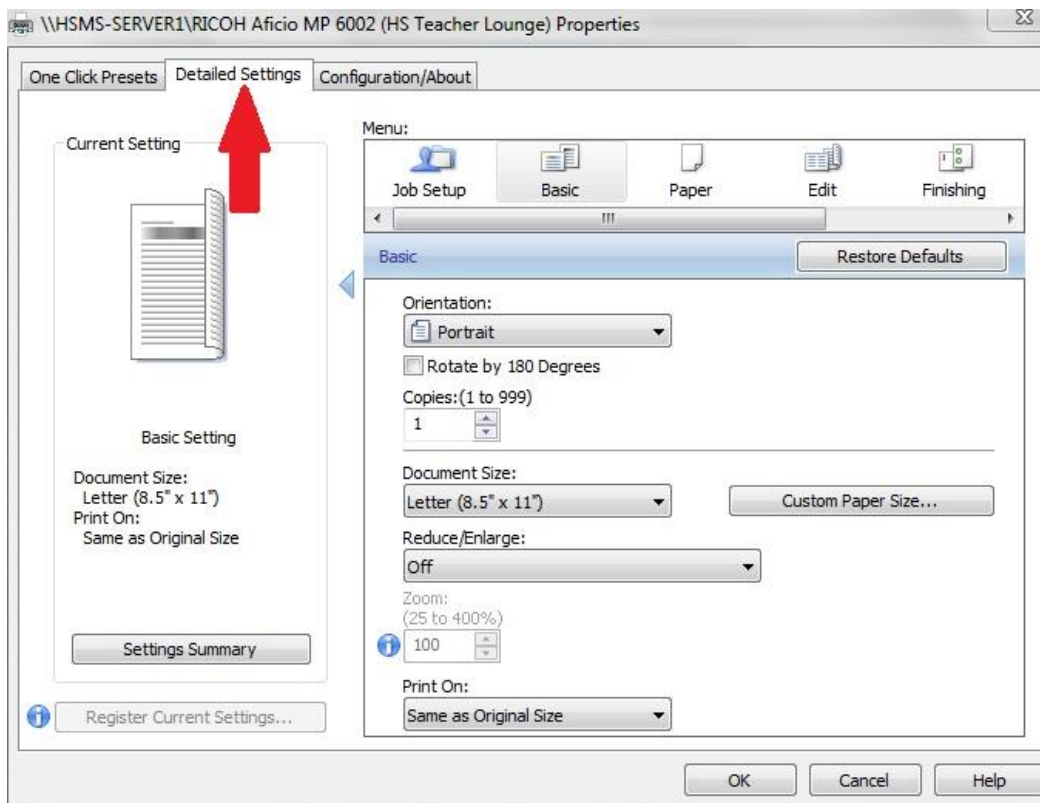 \\HSMS-SERVER1\RICOH Aficio MP 6002 (HS Teacher Lounge) Properties
One Click Presets
Detailed Settings
Configuration/About
Current Setting
Basic Setting
Document Size:
Letter (8.5" x 11")
Print On:
Same as Original Size
Settings Summary
Register Current Settings...
Menu:
Job Setup
Basic
Paper
Edit
Finishing
Basic
Restore Defaults
Orientation:
Portrait
Rotate by 180 Degrees
Copies:(1 to 999)
1
Document Size:
Letter (8.5" x 11")
Custom Paper Size...
Reduce/Enlarge:
Off
Zoom:
(25 to 400%)
100
Print On:
Same as Original Size
OK
Cancel
Help